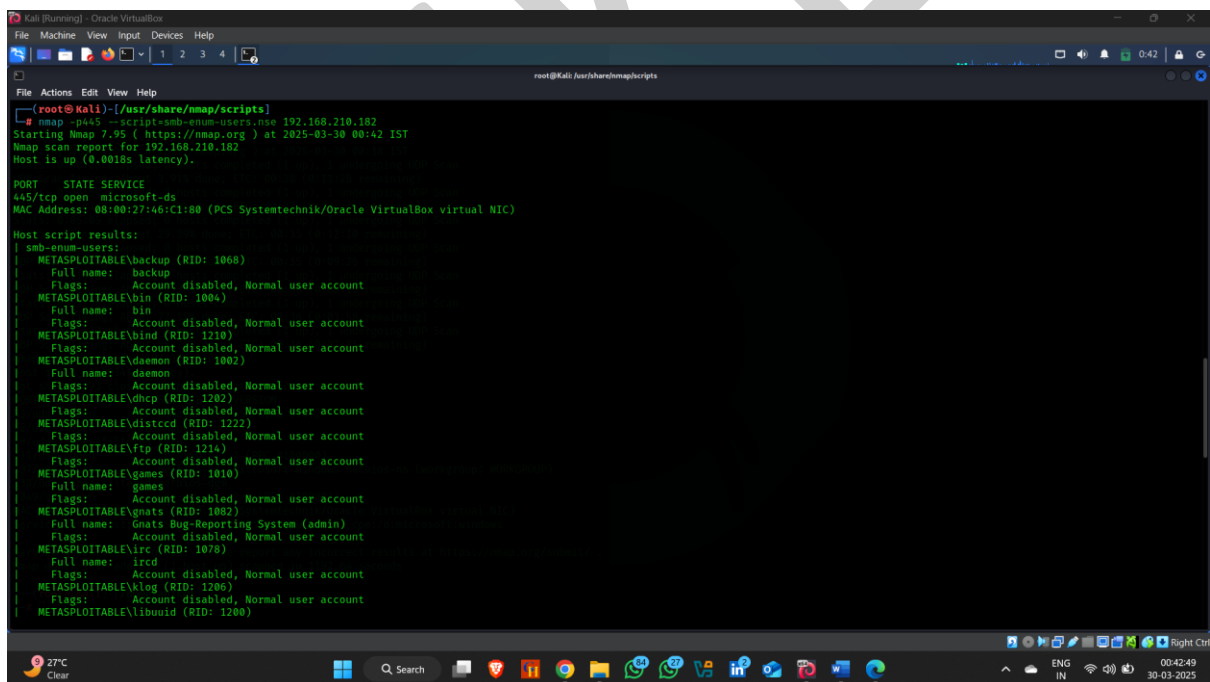 Kali [Running] - Oracle VirtualBox
File Machine View Input Devices Help
1 2 3 4
0:42
root@Kali: /usr/share/nmap/scripts
File Actions Edit View Help
(root㉿Kali)-[/usr/share/nmap/scripts]
# nmap -p445 --script=smb-enum-users.nse 192.168.210.182
Starting Nmap 7.95 ( https://nmap.org ) at 2025-03-30 00:42 IST
Nmap scan report for 192.168.210.182
Host is up (0.0018s latency).
PORT STATE SERVICE
445/tcp open microsoft-ds
MAC Address: 08:00:27:46:C1:80 (PCS Systemtechnik/Oracle VirtualBox virtual NIC)
Host script results:
| smb-enum-users:
| METASPLOITABLE\backup (RID: 1068)
| Full name: backup
| Flags: Account disabled, Normal user account
| METASPLOITABLE\bin (RID: 1004)
| Full name: bin
| Flags: Account disabled, Normal user account
| METASPLOITABLE\bind (RID: 1210)
| Flags: Account disabled, Normal user account
| METASPLOITABLE\daemon (RID: 1002)
| Full name: daemon
| Flags: Account disabled, Normal user account
| METASPLOITABLE\dhcp (RID: 1202)
| Flags: Account disabled, Normal user account
| METASPLOITABLE\distccd (RID: 1222)
| Flags: Account disabled, Normal user account
| METASPLOITABLE\ftp (RID: 1214)
| Flags: Account disabled, Normal user account
| METASPLOITABLE\games (RID: 1010)
| Full name: games
| Flags: Account disabled, Normal user account
| METASPLOITABLE\gnats (RID: 1082)
| Full name: Gnats Bug-Reporting System (admin)
| Flags: Account disabled, Normal user account
| METASPLOITABLE\irc (RID: 1078)
| Full name: ircd
| Flags: Account disabled, Normal user account
| METASPLOITABLE\klog (RID: 1206)
| Flags: Account disabled, Normal user account
| METASPLOITABLE\libuuid (RID: 1200)
Right Ctrl
9 27°C
Clear
Search
84
27
2
ENG
IN
00:42:49
30-03-2025